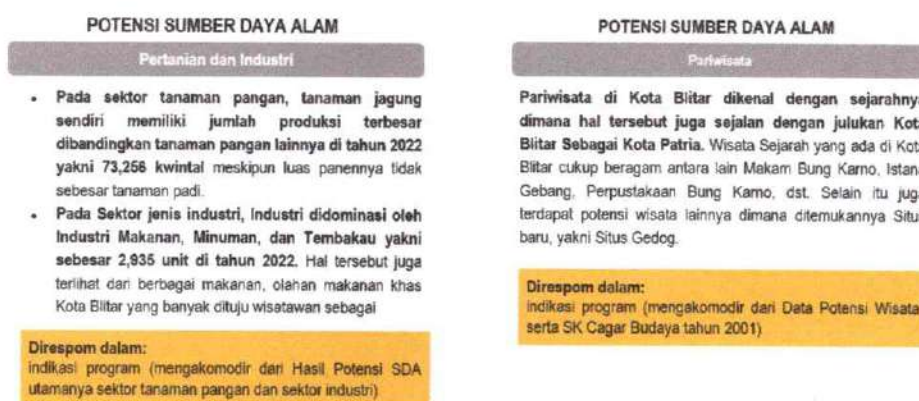 POTENSI SUMBER DAYA ALAM
Pertanian dan Industri
• Pada sektor tanaman pangan, tanaman jagung
sendiri memiliki jumlah produksi terbesar
dibandingkan tanaman pangan lainnya di tahun 2022
yakni 73,256 kwintal meskipun luas panennya tidak
sebesar tanaman padi.
• Pada Sektor jenis industri, Industri didominasi oleh
Industri Makanan, Minuman, dan Tembakau yakni
sebesar 2,935 unit di tahun 2022. Hal tersebut juga
terlihat dari berbagai makanan, olahan makanan khas
Kota Blitar yang banyak dituju wisatawan sebagai
Direspom dalam:
indikasi program (mengakomodir dari Hasil Potensi SDA
utamanya sektor tanaman pangan dan sektor industri)
POTENSI SUMBER DAYA ALAM
Pariwisata
Pariwisata di Kota Blitar dikenal dengan sejarahnya
dimana hal tersebut juga sejalan dengan julukan Kota
Blitar Sebagai Kota Patria. Wisata Sejarah yang ada di Kota
Blitar cukup beragam antara lain Makam Bung Karno, Istana
Gebang, Perpustakaan Bung Karno, dst. Selain itu juga
terdapat potensi wisata lainnya dimana ditemukannya Situs
baru, yakni Situs Gedog.
Direspom dalam:
indikasi program (mengakomodir dari Data Potensi Wisata
serta SK Cagar Budaya tahun 2001)